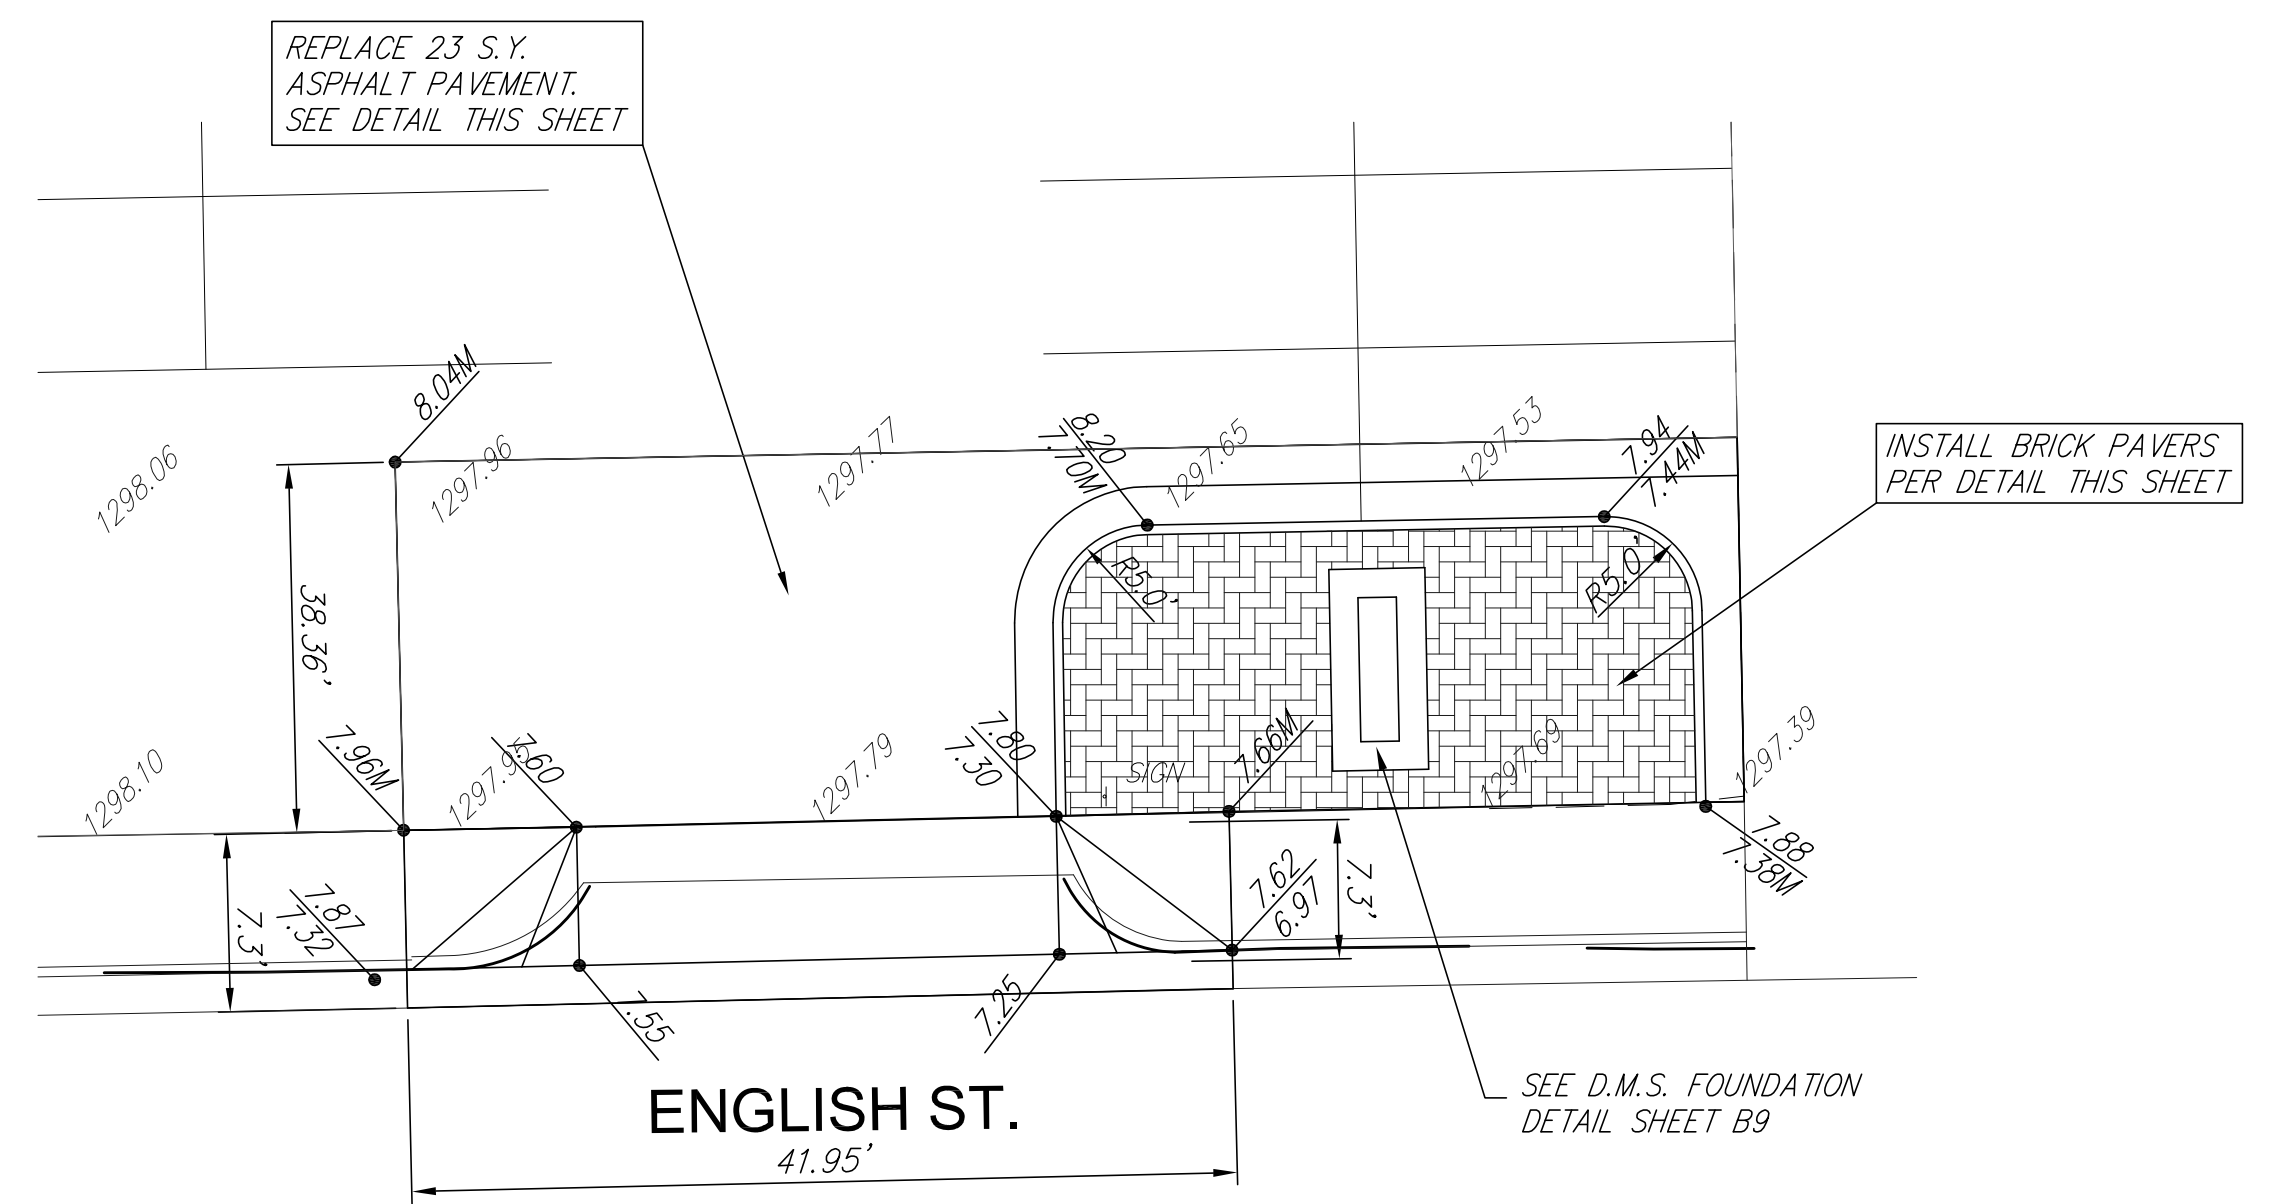 REPLACE 23 S.Y.
ASPHALT PAVEMENT.
SEE DETAIL THIS SHEET
8.04M
1298.06
1297.96
1297.77
8.20
7.70M
1297.65
1297.53
7.94
7.44M
INSTALL BRICK PAVERS
PER DETAIL THIS SHEET
R5.0'
R5.0'
38.36'
7.96M
1298.10
1297.95
7.60
1297.79
7.80
7.30
SIGN
7.66M
1297.69
1297.39
7.88
7.38M
7.87
7.32
7.3'
7.62
6.97
7.3'
7.55
7.25
SEE D.M.S. FOUNDATION
DETAIL SHEET B9
ENGLISH ST.
41.95'